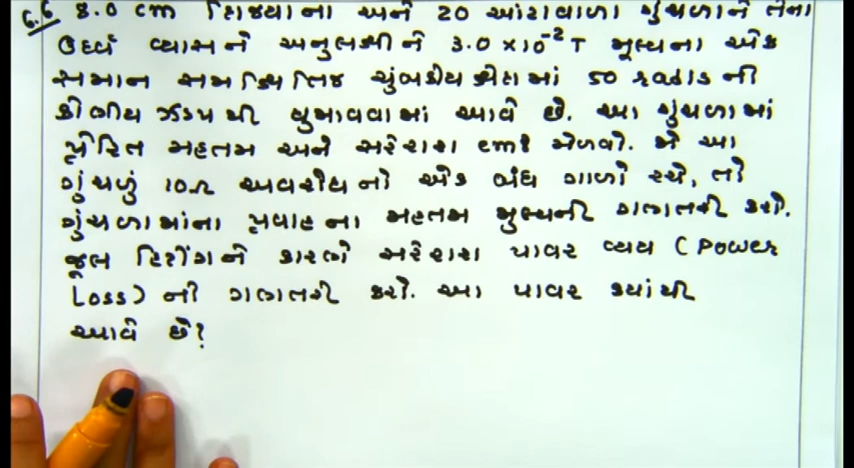 6.6 8.0 cm ત્રિજ્યાના અને 20 આંટાવાળા ગુંચળાને તેના
ઉર્ધ્વ વ્યાસને અનુલક્ષીને 3.0 ×10⁻² T મૂલ્યના એક
સમાન સમક્ષિતિજ ચુંબકીય ક્ષેત્રમાં 50 rad/s ની
કોણીય ઝડપથી ઘુમાવવામાં આવે છે. આ ગુંચળામાં
પ્રેરિત મહત્તમ અને સરેરાશ emf મેળવો. જો આ
ગુંચળું 10Ω અવરોધનો એક બંધ ગાળો રચે, તો
ગુંચળામાંના પ્રવાહના મહત્તમ મુલ્યની ગણતરી કરો.
જૂલ હિટીંગને કારણે સરેરાશ પાવર વ્યય (Power
Loss) ની ગણતરી કરો. આ પાવર ક્યાંથી
આવે છે?